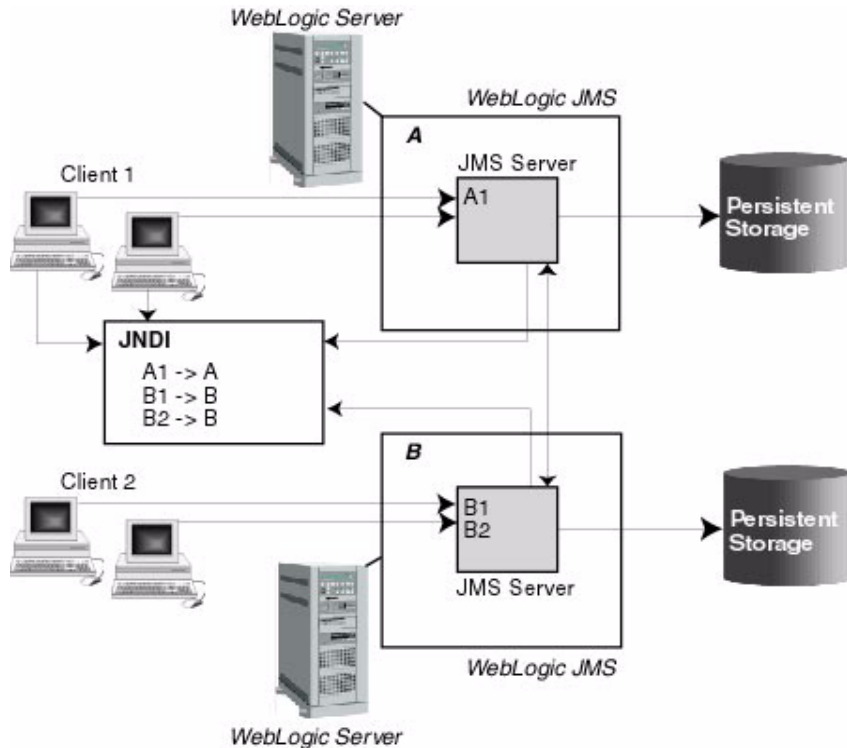 WebLogic Server
WebLogic JMS
A
JMS Server
Client 1
A1
Persistent
Storage
JNDI
A1 -> A
B1 -> B
B2 -> B
B
Client 2
B1
B2
Persistent
Storage
JMS Server
WebLogic JMS
WebLogic Server